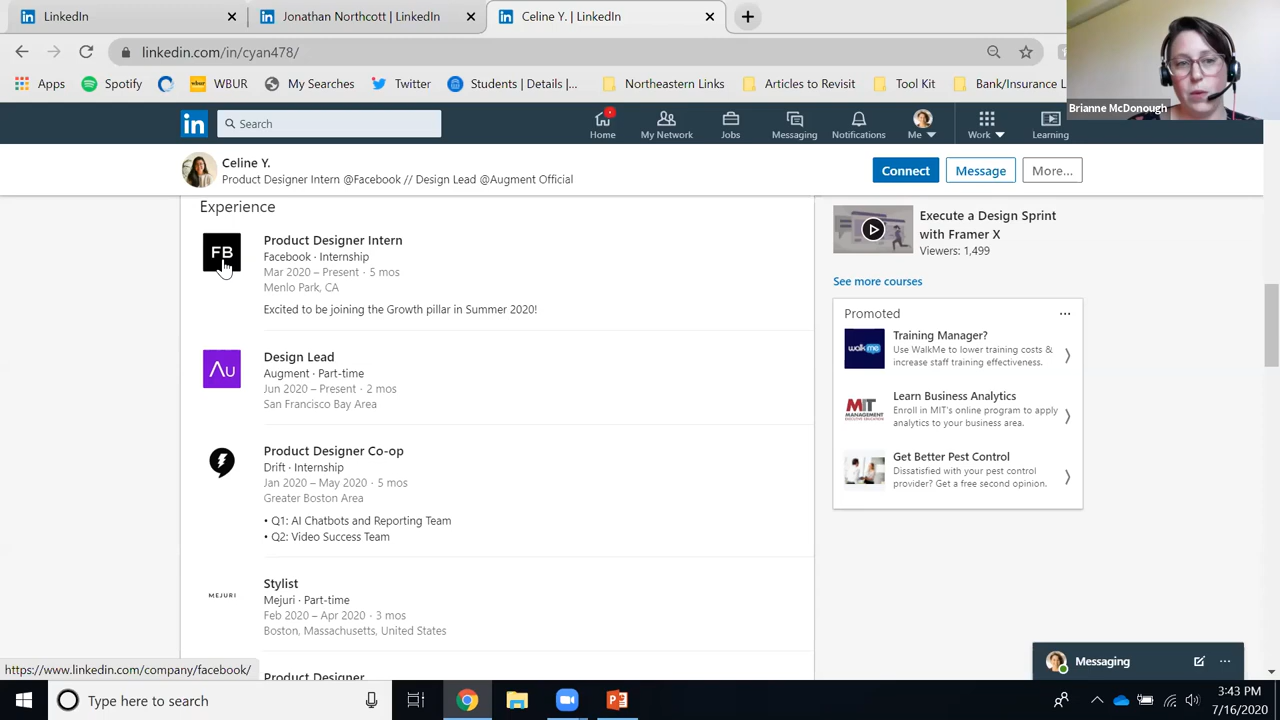 LinkedIn
Jonathan Northcott | LinkedIn
Celine Y. | LinkedIn
linkedin.com/in/cyan478/
Apps
Spotify
wbur
WBUR
My Searches
Twitter
Students | Details |...
Northeastern Links
Articles to Revisit
Tool Kit
Bank/Insurance L
Brianne McDonough
in
Search
Home
My Network
Jobs
Messaging
Notifications
Me
Work
Learning
Celine Y.
Product Designer Intern @Facebook // Design Lead @Augment Official
Connect
Message
More...
Experience
FB
Product Designer Intern
Facebook · Internship
Mar 2020 – Present · 5 mos
Menlo Park, CA
Excited to be joining the Growth pillar in Summer 2020!
Au
Design Lead
Augment · Part-time
Jun 2020 – Present · 2 mos
San Francisco Bay Area
Product Designer Co-op
Drift · Internship
Jan 2020 – May 2020 · 5 mos
Greater Boston Area
• Q1: AI Chatbots and Reporting Team
• Q2: Video Success Team
MEJURI
Stylist
Mejuri · Part-time
Feb 2020 – Apr 2020 · 3 mos
Boston, Massachusetts, United States
Product Designer
Execute a Design Sprint
with Framer X
Viewers: 1,499
See more courses
Promoted
walkme
Training Manager?
Use WalkMe to lower training costs &
increase staff training effectiveness.
MIT
MANAGEMENT
Learn Business Analytics
Enroll in MIT's online program to apply
analytics to your business area.
Get Better Pest Control
Dissatisfied with your pest control
provider? Get a free second opinion.
Messaging
https://www.linkedin.com/company/facebook/
Type here to search
3:43 PM
7/16/2020